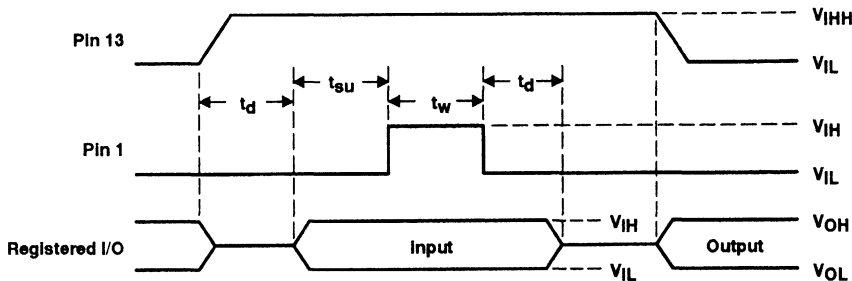 Pin 13
VIHH
VIL
td
tsu
tw
td
Pin 1
VIH
VIL
Registered I/O
Input
VIH
VIL
Output
VOH
VOL